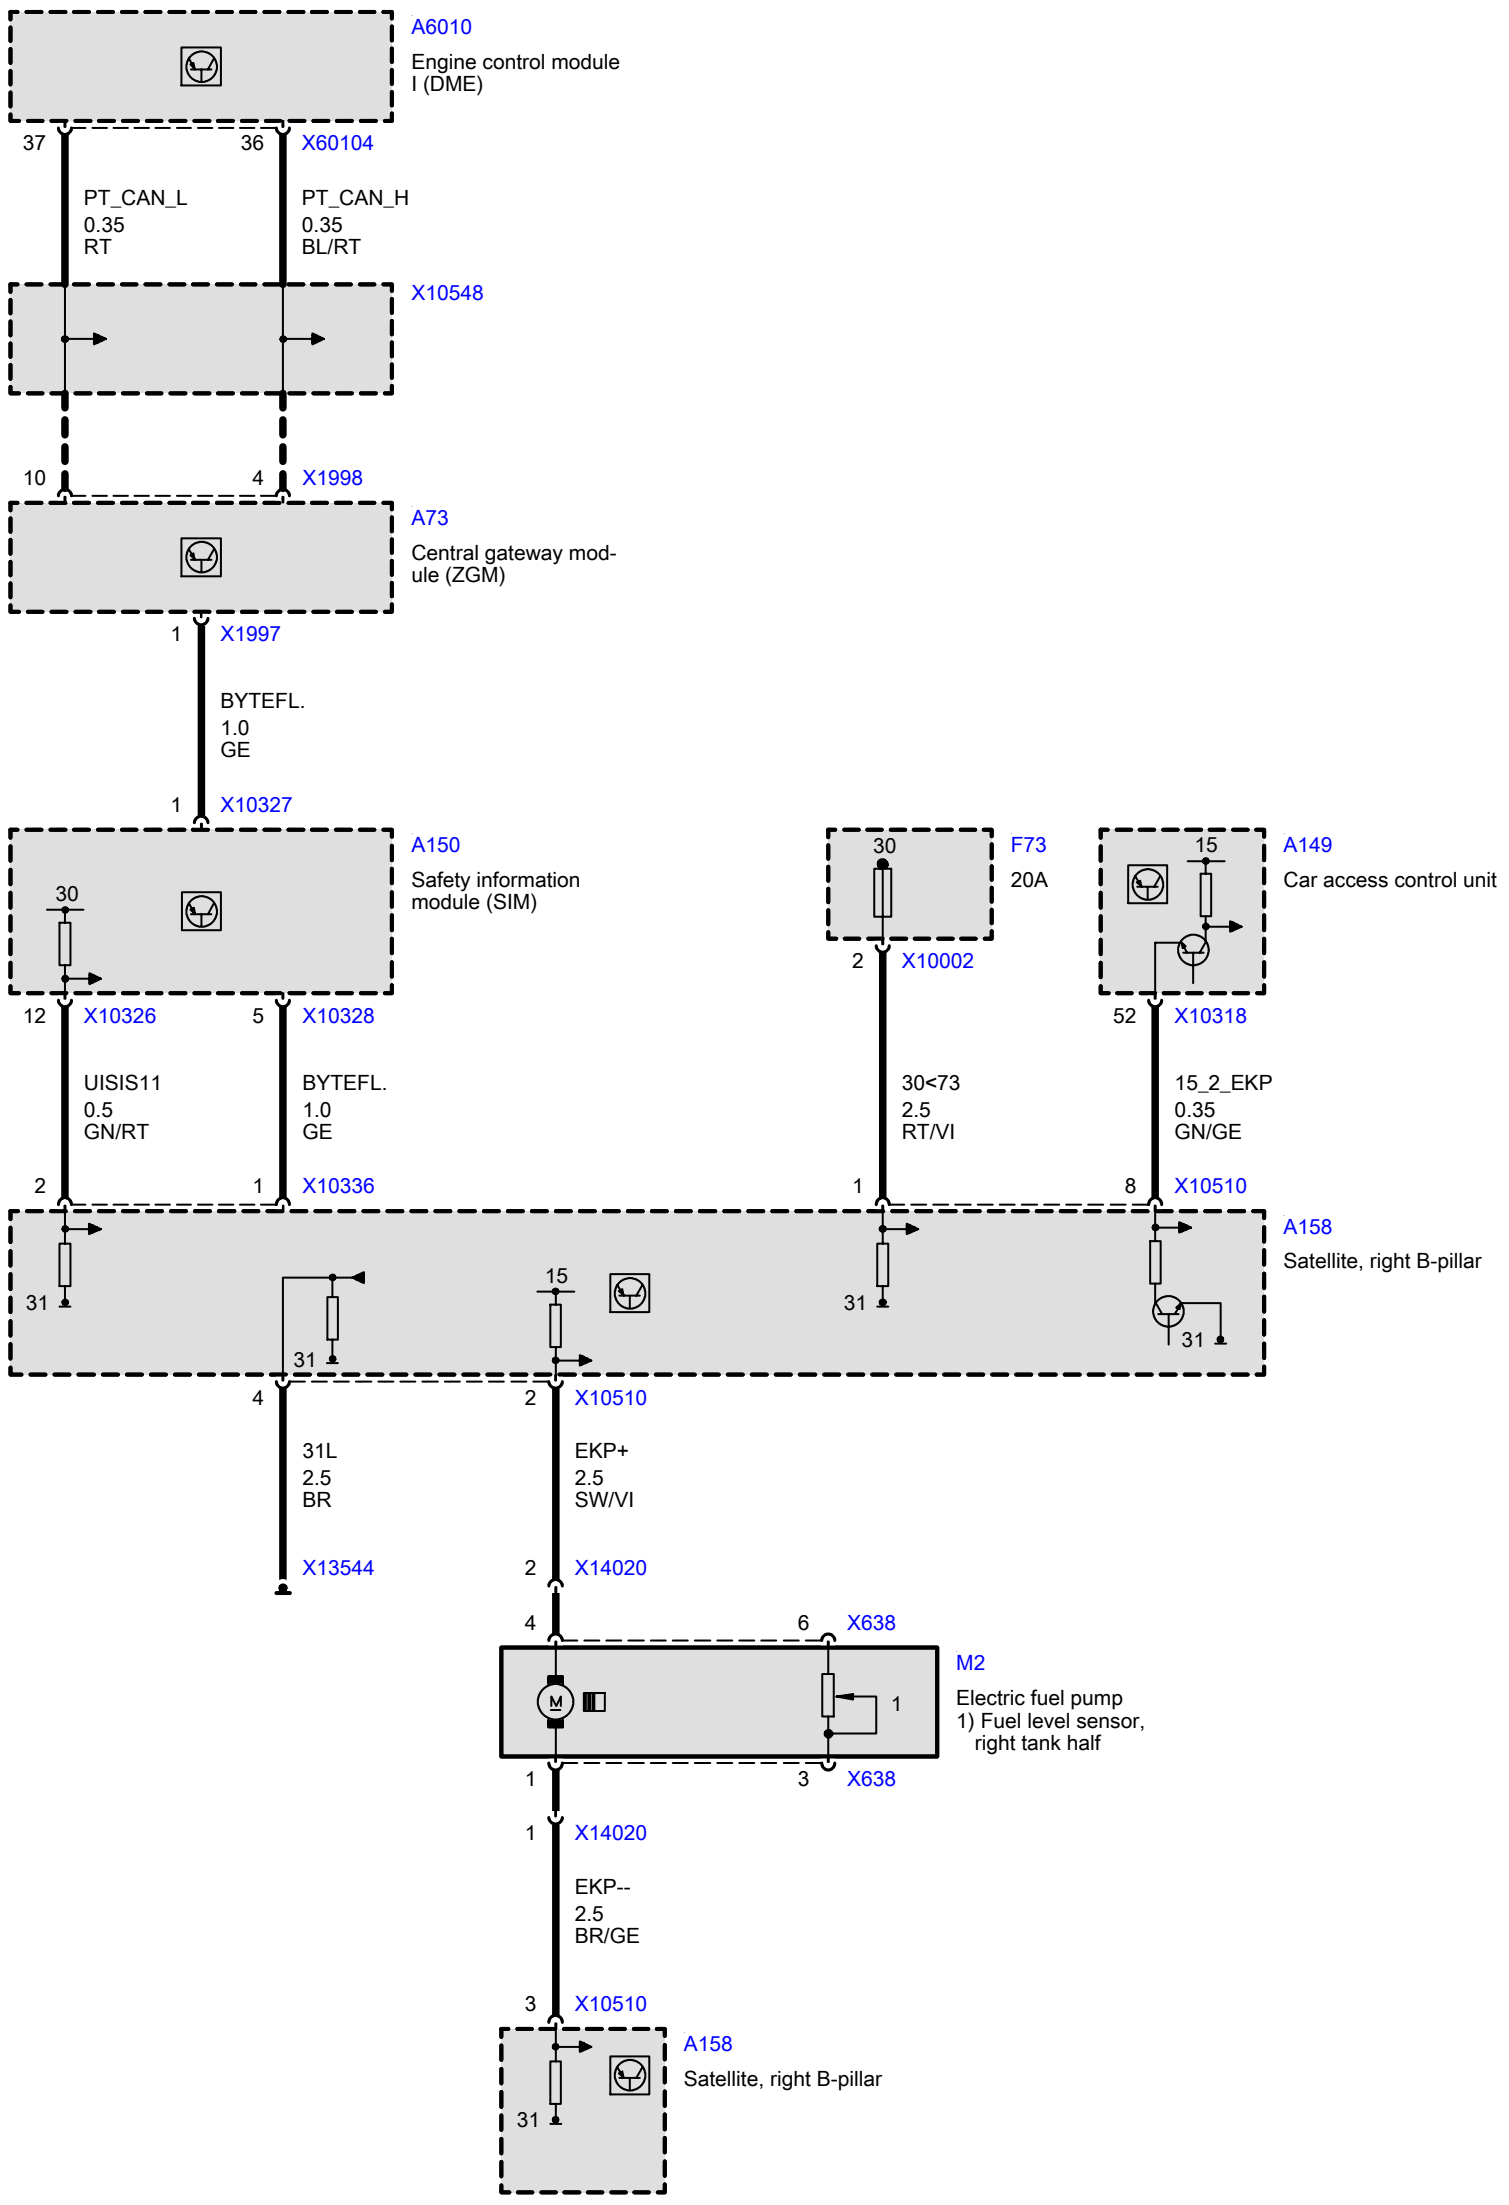 A6010
Engine control module
I (DME)
37
36
X60104
PT_CAN_L
0.35
RT
PT_CAN_H
0.35
BL/RT
X10548
10
4
X1998
A73
Central gateway mod-
ule (ZGM)
1
X1997
BYTEFL.
1.0
GE
1
X10327
A150
Safety information
module (SIM)
30
F73
20A
30
A149
Car access control unit
15
12
X10326
5
X10328
2
X10002
52
X10318
UISIS11
0.5
GN/RT
BYTEFL.
1.0
GE
30<73
2.5
RT/VI
15_2_EKP
0.35
GN/GE
2
1
X10336
1
8
X10510
A158
Satellite, right B-pillar
31
31
15
31
31
4
2
X10510
31L
2.5
BR
EKP+
2.5
SW/VI
X13544
2
X14020
4
6
X638
M2
Electric fuel pump
1) Fuel level sensor,
right tank half
M
1
1
3
X638
1
X14020
EKP--
2.5
BR/GE
3
X10510
A158
Satellite, right B-pillar
31